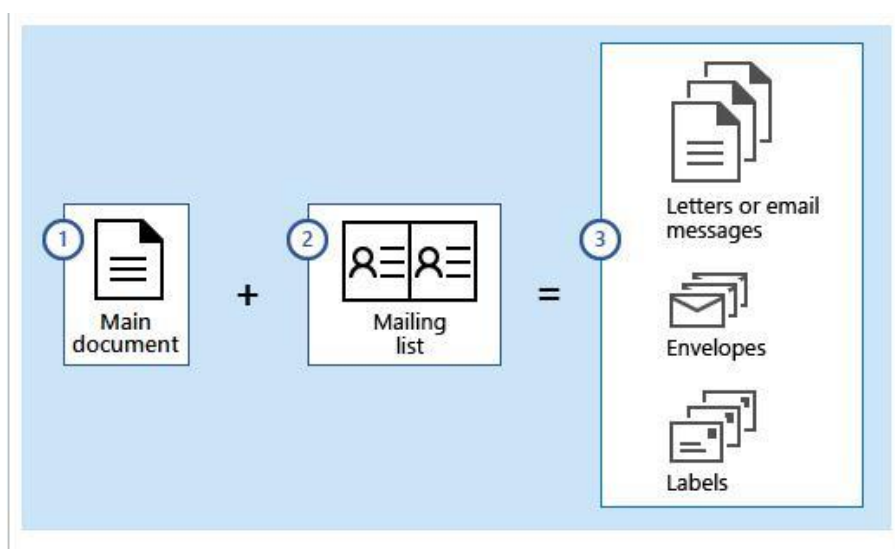 1
Main
document
+
2
Mailing
list
=
3
Letters or email
messages
Envelopes
Labels